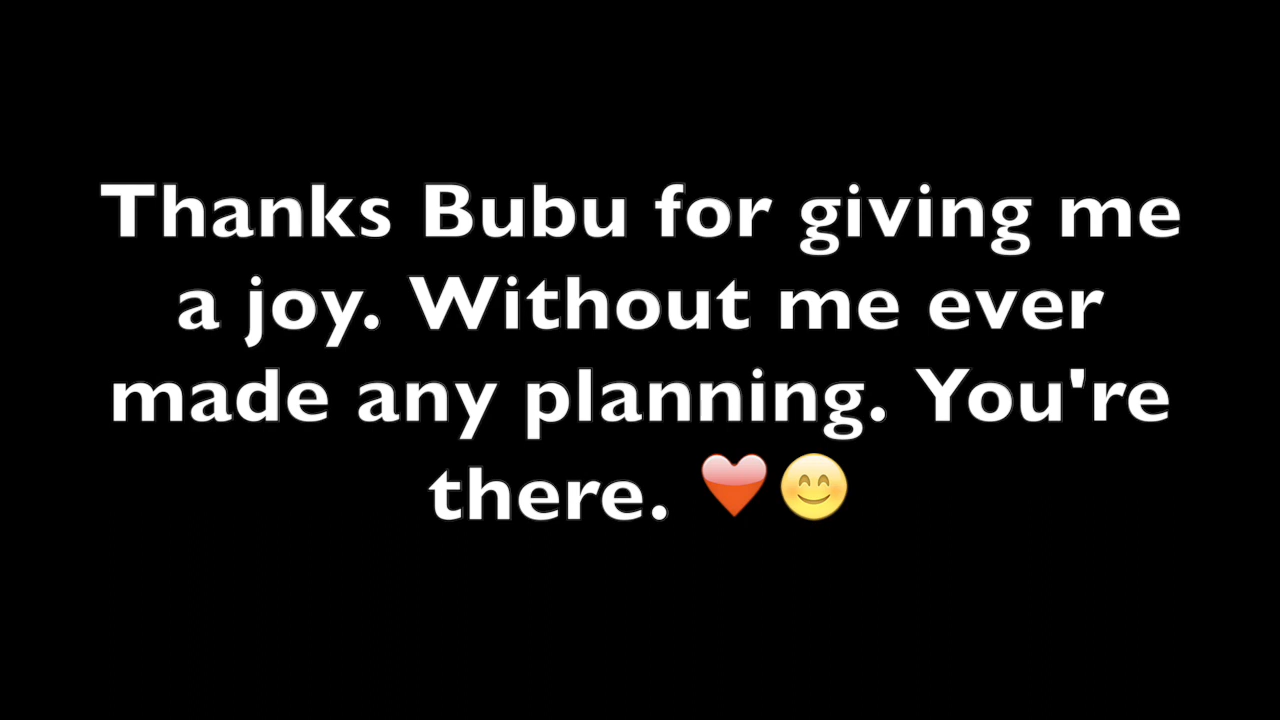 Thanks Bubu for giving me
a joy. Without me ever
made any planning. You're
there. ❤️😊